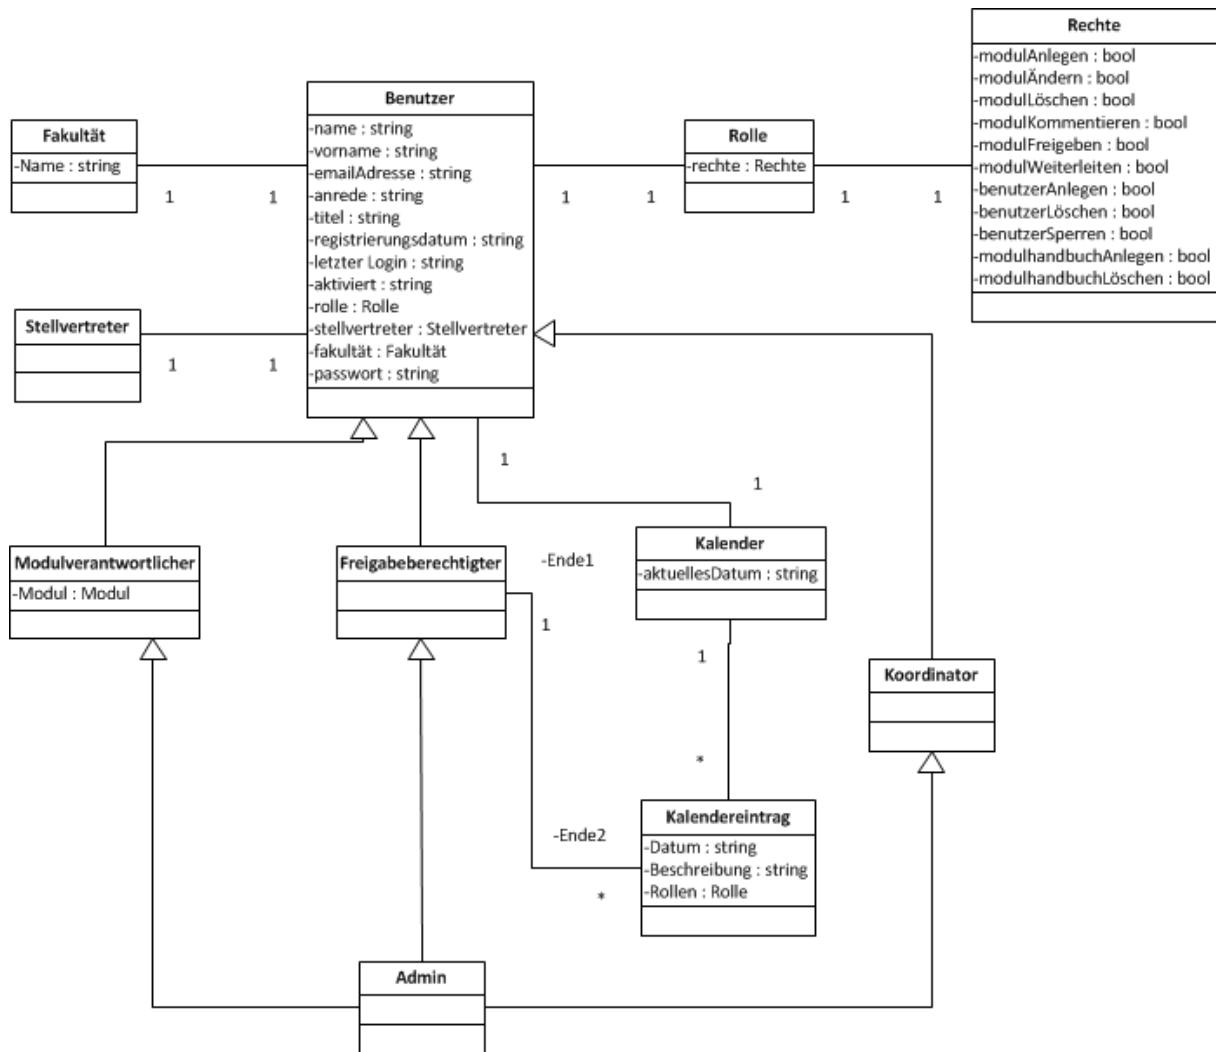 Rechte
-modulAnlegen : bool
-modulÄndern : bool
-modulLöschen : bool
-modulKommentieren : bool
-modulFreigeben : bool
-modulWeiterleiten : bool
-benutzerAnlegen : bool
-benutzerLöschen : bool
-benutzerSperren : bool
-modulhandbuchAnlegen : bool
-modulhandbuchLöschen : bool
Benutzer
-name : string
-vorname : string
-emailAdresse : string
-anrede : string
-titel : string
-registrierungsdatum : string
-letzter Login : string
-aktiviert : string
-rolle : Rolle
-stellvertreter : Stellvertreter
-fakultät : Fakultät
-passwort : string
Fakultät
-Name : string
1
1
Rolle
-rechte : Rechte
1
1
1
1
Stellvertreter
1
1
1
1
Modulverantwortlicher
-Modul : Modul
Freigabeberechtigter
-Ende1
1
Kalender
-aktuellesDatum : string
1
*
Koordinator
Kalendereintrag
-Datum : string
-Beschreibung : string
-Rollen : Rolle
-Ende2
*
Admin